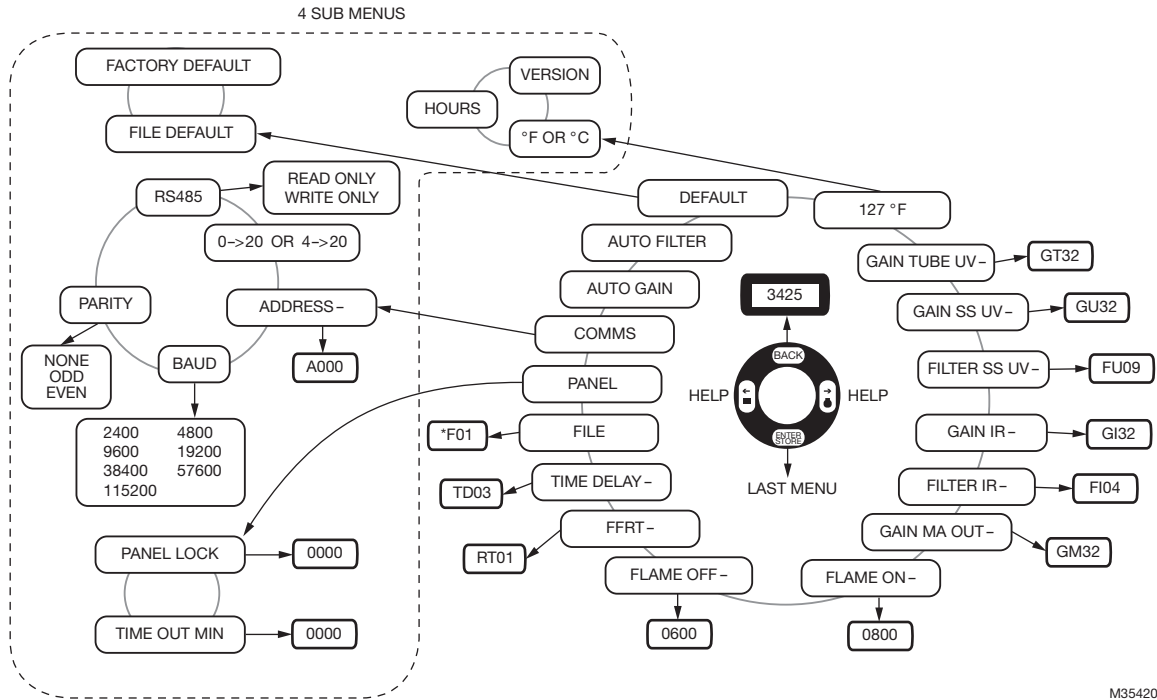 4 SUB MENUS
FACTORY DEFAULT
FILE DEFAULT
VERSION
HOURS
°F OR °C
RS485
READ ONLY
WRITE ONLY
0->20 OR 4->20
PARITY
ADDRESS–
NONE
ODD
EVEN
BAUD
A000
2400 4800
9600 19200
38400 57600
115200
PANEL LOCK
0000
TIME OUT MIN
0000
DEFAULT
127 °F
AUTO FILTER
AUTO GAIN
COMMS
PANEL
FILE
*F01
TIME DELAY–
TD03
FFRT–
RT01
FLAME OFF–
0600
FLAME ON–
0800
GAIN TUBE UV–
GT32
GAIN SS UV–
GU32
FILTER SS UV–
FU09
GAIN IR–
GI32
FILTER IR–
FI04
GAIN MA OUT–
GM32
3425
BACK
HELP
HELP
ENTER
STORE
LAST MENU
M35420